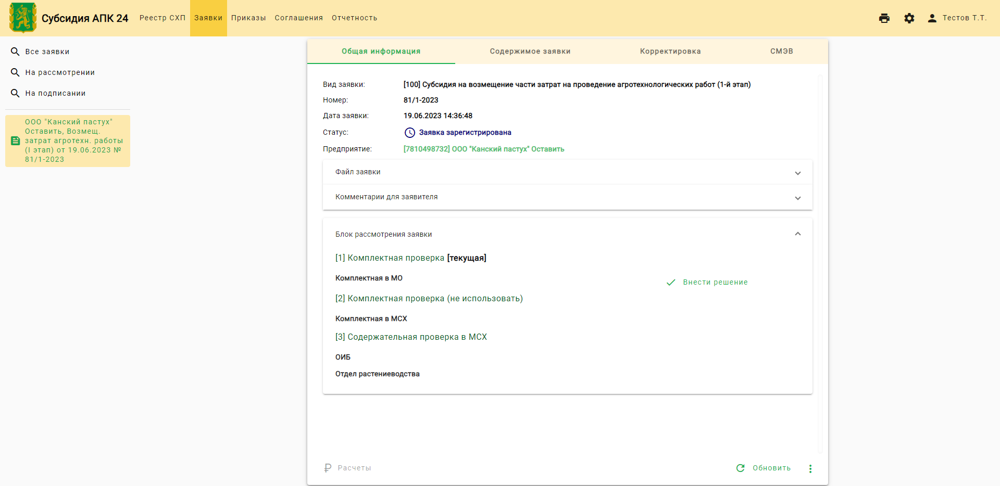 Субсидия АПК 24
Реестр СХП
Заявки
Приказы
Соглашения
Отчетность
Тестов Т.Т.
Все заявки
На рассмотрении
На подписании
ООО "Канский пастух"
Оставить, Возмещ.
затрат агротехн. работы
(I этап) от 19.06.2023 №
81/1-2023
Общая информация
Содержимое заявки
Корректировка
СМЭВ
Вид заявки: [100] Субсидия на возмещение части затрат на проведение агротехнологических работ (1-й этап)
Номер: 81/1-2023
Дата заявки: 19.06.2023 14:36:48
Статус: Заявка зарегистрирована
Предприятие: [7810498732] ООО "Канский пастух" Оставить
Файл заявки
Комментарии для заявителя
Блок рассмотрения заявки
[1] Комплектная проверка [текущая]
Комплектная в МО
Внести решение
[2] Комплектная проверка (не использовать)
Комплектная в МСХ
[3] Содержательная проверка в МСХ
ОИБ
Отдел растениеводства
Расчеты
Обновить